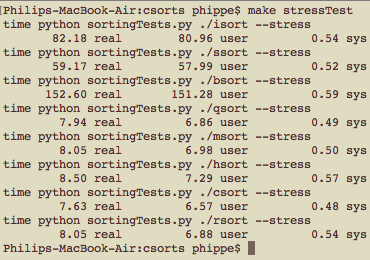 [Philips-MacBook-Air:csorts phippe$ make stressTest
time python sortingTests.py ./isort --stress
82.18 real 80.96 user 0.54 sys
time python sortingTests.py ./ssort --stress
59.17 real 57.99 user 0.52 sys
time python sortingTests.py ./bsort --stress
152.60 real 151.28 user 0.59 sys
time python sortingTests.py ./qsort --stress
7.94 real 6.86 user 0.49 sys
time python sortingTests.py ./msort --stress
8.05 real 6.98 user 0.50 sys
time python sortingTests.py ./hsort --stress
8.50 real 7.29 user 0.57 sys
time python sortingTests.py ./csort --stress
7.63 real 6.57 user 0.48 sys
time python sortingTests.py ./rsort --stress
8.05 real 6.88 user 0.54 sys
Philips-MacBook-Air:csorts phippe$